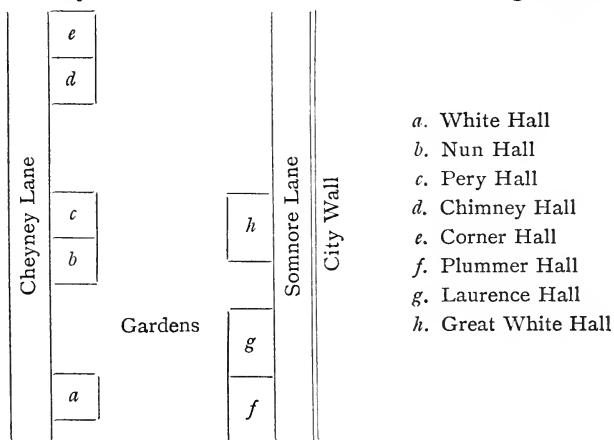 e
d
c
b
a
Cheyney Lane
Gardens
h
g
f
Somnore Lane
City Wall
a. White Hall
b. Nun Hall
c. Pery Hall
d. Chimney Hall
e. Corner Hall
f. Plummer Hall
g. Laurence Hall
h. Great White Hall